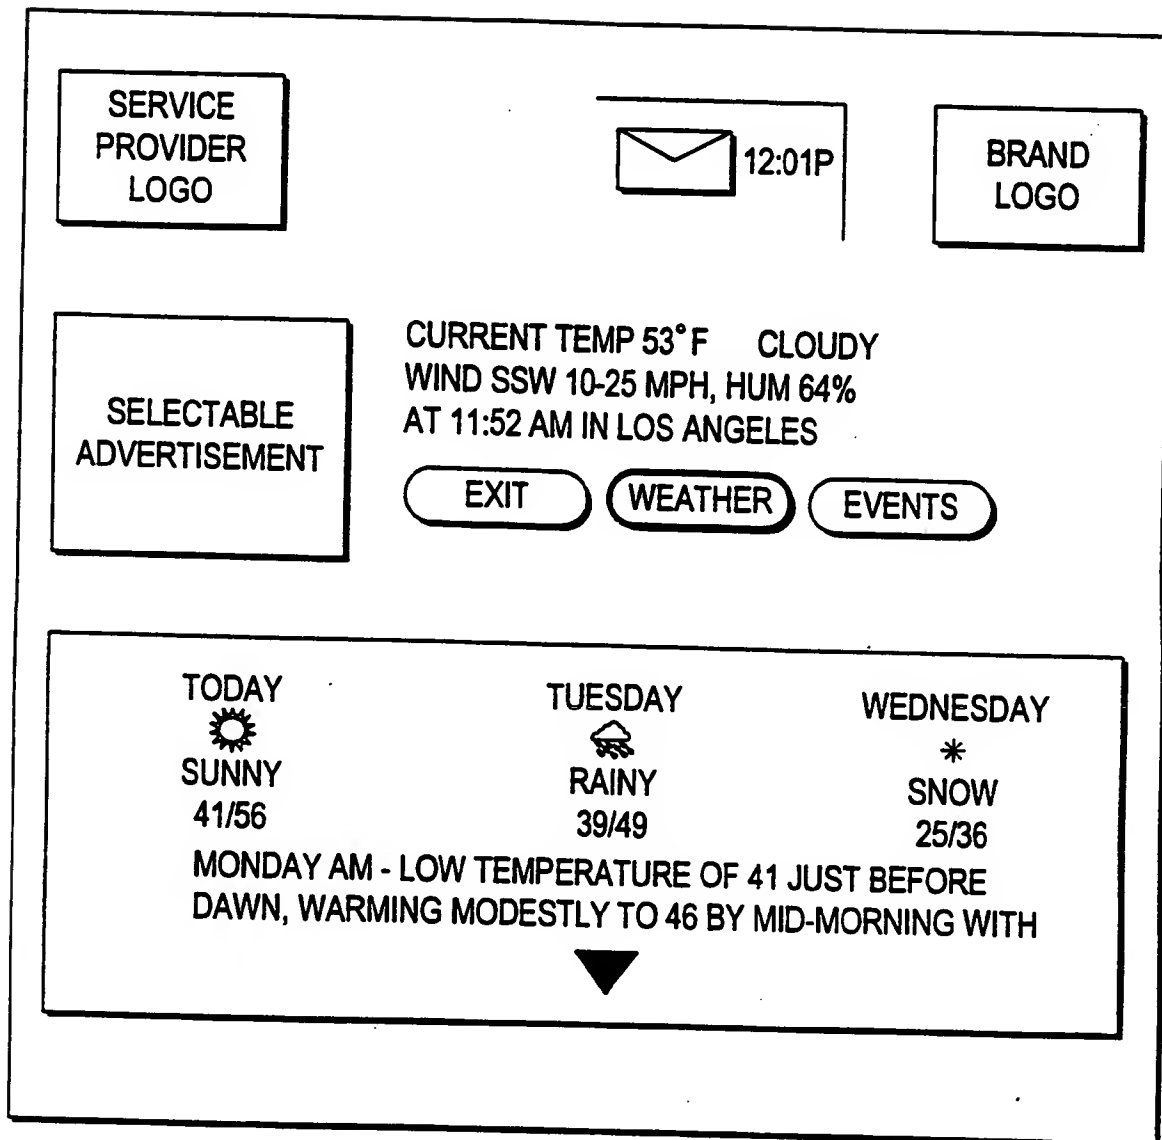 SERVICE
PROVIDER
LOGO
12:01P
BRAND
LOGO
SELECTABLE
ADVERTISEMENT
CURRENT TEMP 53° F CLOUDY
WIND SSW 10-25 MPH, HUM 64%
AT 11:52 AM IN LOS ANGELES
EXIT
WEATHER
EVENTS
TODAY
SUNNY
41/56
TUESDAY
RAINY
39/49
WEDNESDAY
SNOW
25/36
MONDAY AM - LOW TEMPERATURE OF 41 JUST BEFORE
DAWN, WARMING MODESTLY TO 46 BY MID-MORNING WITH